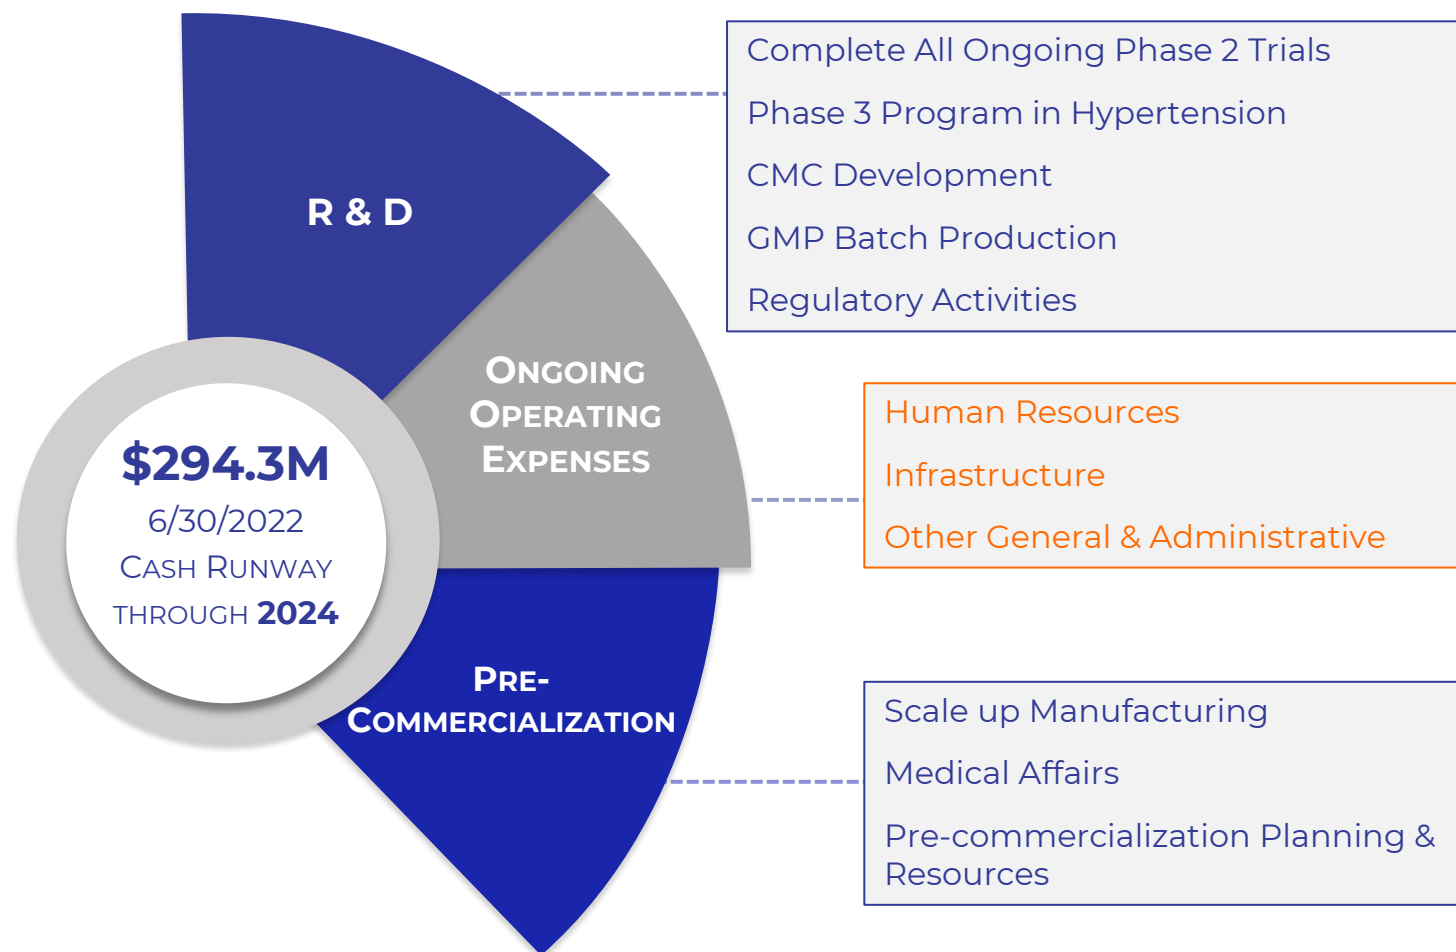 R & D
ONGOING
OPERATING
EXPENSES
PRE-
COMMERCIALIZATION
$294.3M
6/30/2022
CASH RUNWAY
THROUGH 2024
Complete All Ongoing Phase 2 Trials
Phase 3 Program in Hypertension
CMC Development
GMP Batch Production
Regulatory Activities
Human Resources
Infrastructure
Other General & Administrative
Scale up Manufacturing
Medical Affairs
Pre-commercialization Planning &
Resources